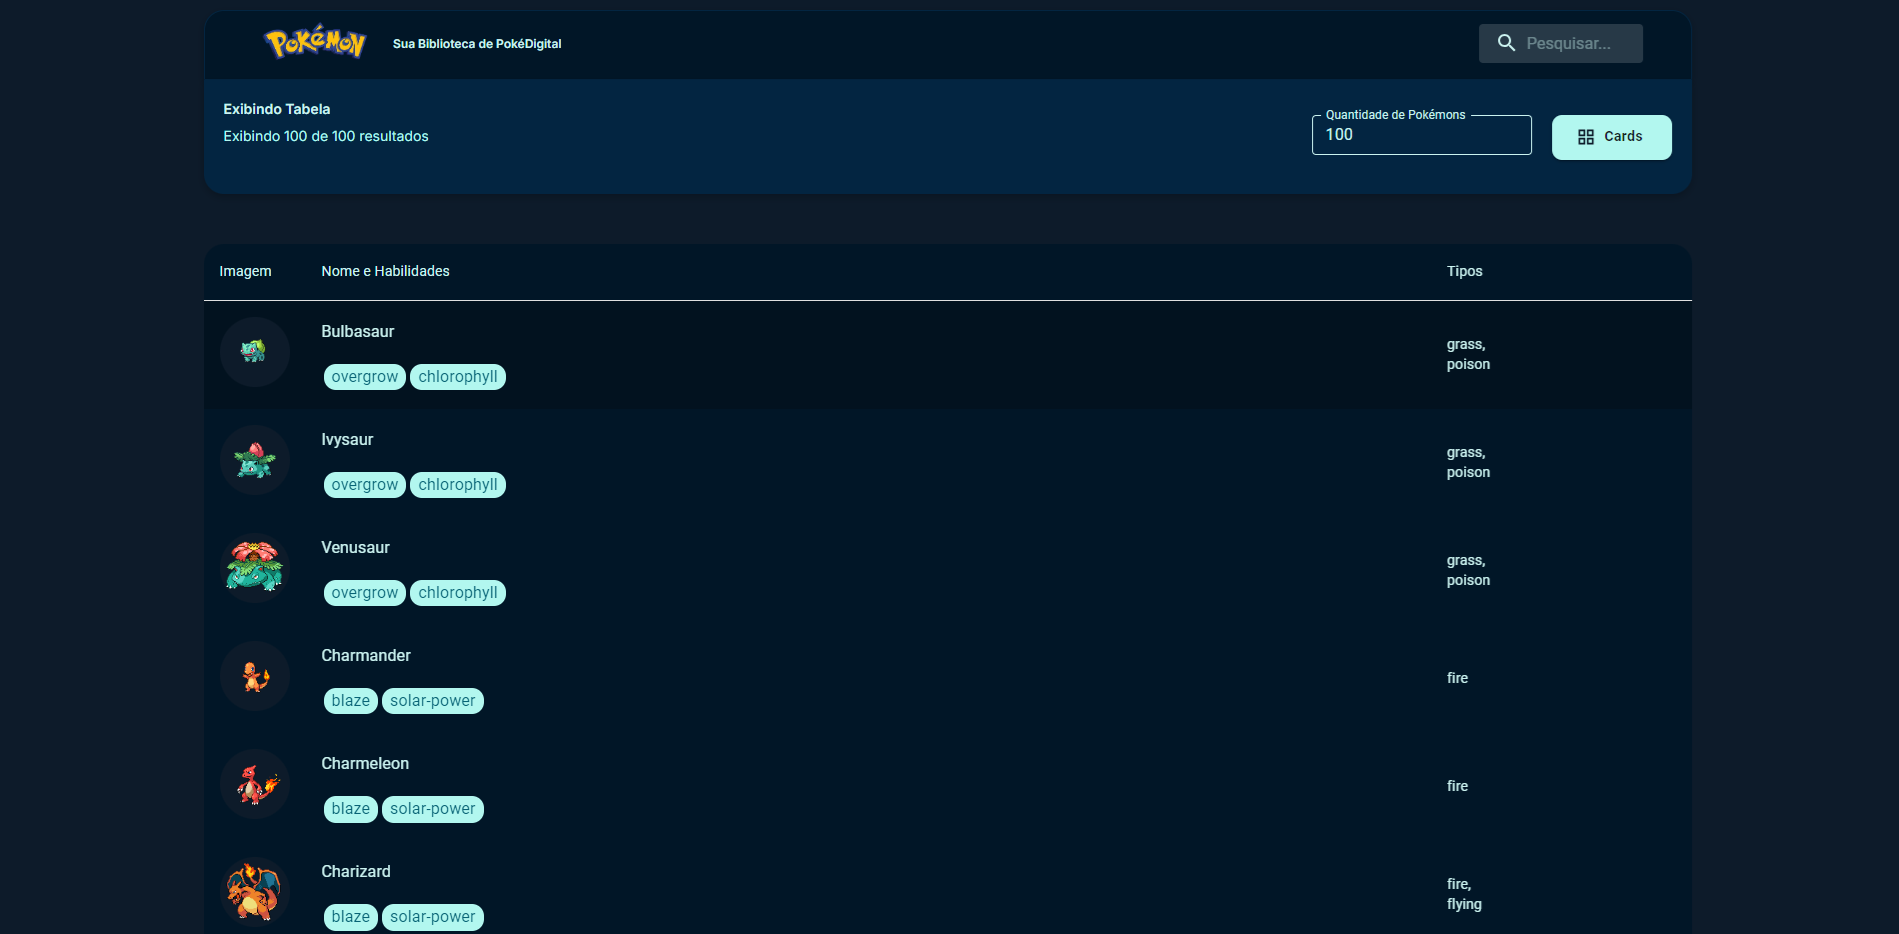 POKéMON Sua Biblioteca de PokéDigital Pesquisar...
Exibindo Tabela
Exibindo 100 de 100 resultados
Quantidade de Pokémons
100
Cards
Imagem Nome e Habilidades Tipos
Bulbasaur
overgrow chlorophyll
grass,
poison
Ivysaur
overgrow chlorophyll
grass,
poison
Venusaur
overgrow chlorophyll
grass,
poison
Charmander
blaze solar-power
fire
Charmeleon
blaze solar-power
fire
Charizard
blaze solar-power
fire,
flying